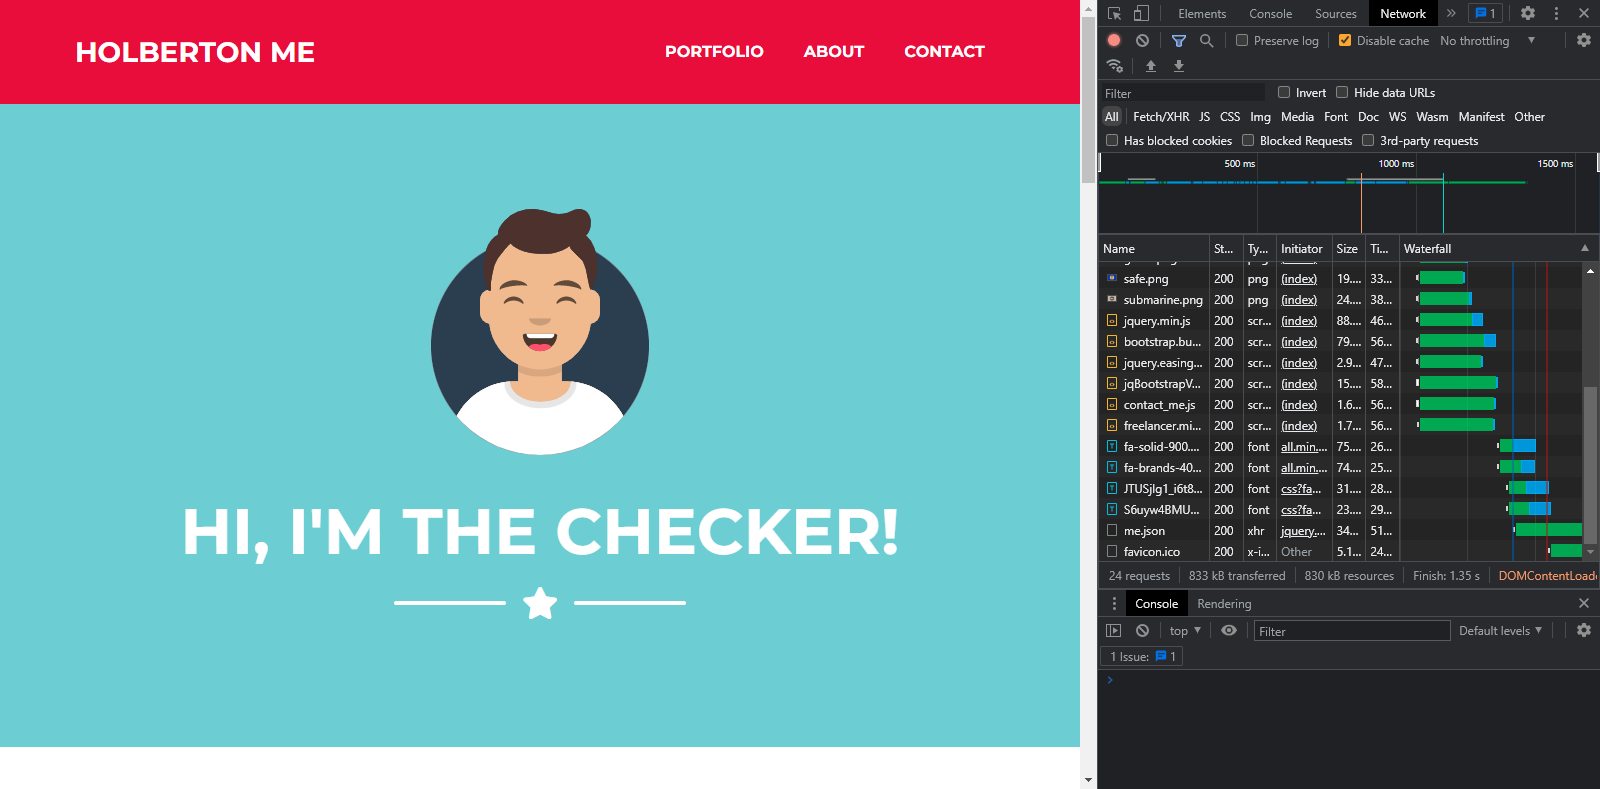 HOLBERTON ME
PORTFOLIO ABOUT CONTACT
HI, I'M THE CHECKER!
Elements Console Sources Network » 1
Preserve log Disable cache No throttling
Filter Invert Hide data URLs
All Fetch/XHR JS CSS Img Media Font Doc WS Wasm Manifest Other
Has blocked cookies Blocked Requests 3rd-party requests
500 ms 1000 ms 1500 ms
Name St... Ty... Initiator Size Ti... Waterfall
safe.png 200 png (index) 19.... 33...
submarine.png 200 png (index) 24.... 38...
jquery.min.js 200 scr... (index) 88.... 46...
bootstrap.bu... 200 scr... (index) 79.... 56...
jquery.easing... 200 scr... (index) 2.9... 47...
jqBootstrapV... 200 scr... (index) 15.... 58...
contact_me.js 200 scr... (index) 1.6... 56...
freelancer.mi... 200 scr... (index) 1.7... 56...
fa-solid-900.... 200 font all.min.... 75.... 26...
fa-brands-40... 200 font all.min.... 74.... 25...
JTUSjIg1_i6t8... 200 font css?fa... 31.... 28...
S6uyw4BMU... 200 font css?fa... 23.... 29...
me.json 200 xhr jquery.... 34... 51...
favicon.ico 200 x-i... Other 5.1... 24...
24 requests 833 kB transferred 830 kB resources Finish: 1.35 s DOMContentLoade
Console Rendering
top Filter Default levels
1 Issue: 1